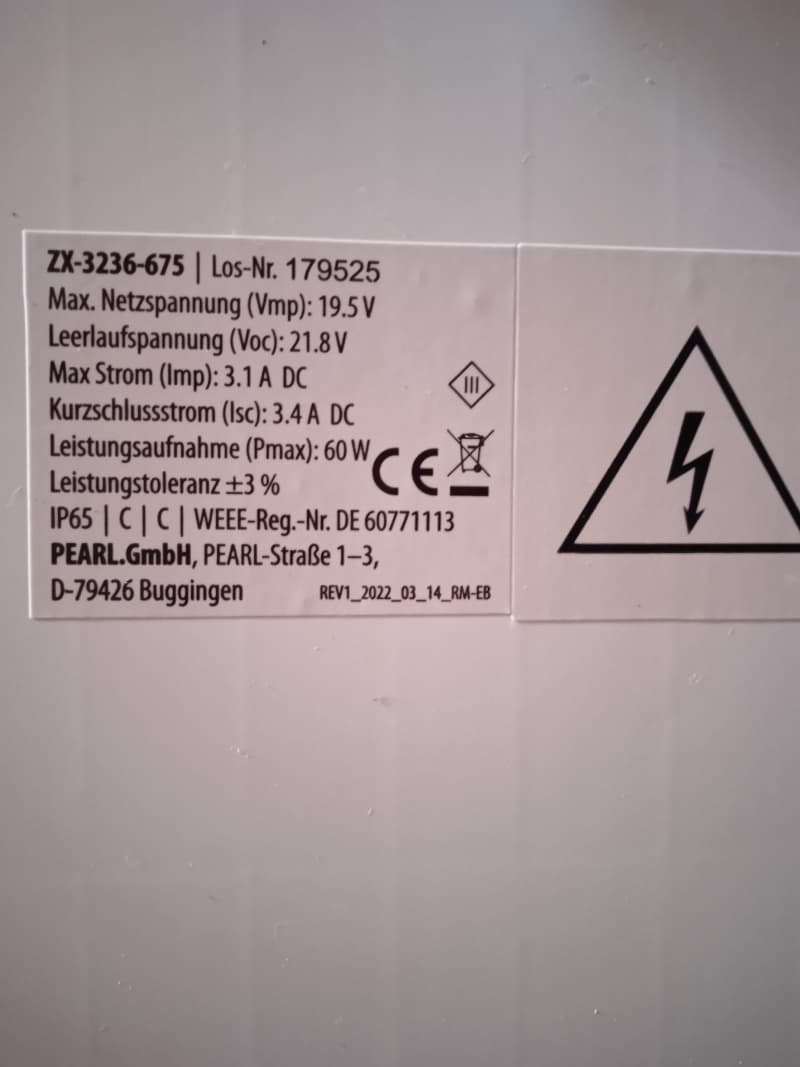 ZX-3236-675 | Los-Nr. 179525
Max. Netzspannung (Vmp): 19.5 V
Leerlaufspannung (Voc): 21.8 V
Max Strom (Imp): 3.1 A DC
Kurzschlussstrom (Isc): 3.4 A DC
III
Leistungsaufnahme (Pmax): 60 W
CE
Leistungstoleranz ±3 %
IP65 | C | C | WEEE-Reg.-Nr. DE 60771113
PEARL.GmbH, PEARL-Straße 1–3,
D-79426 Buggingen
REV1_2022_03_14_RM-EB